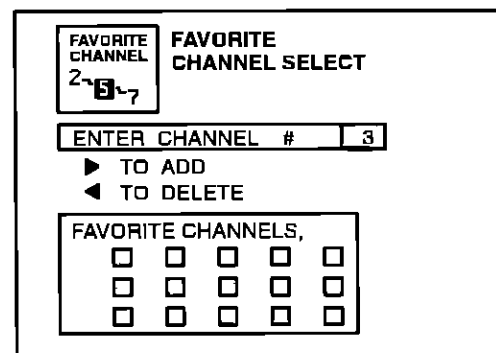 FAVORITE
CHANNEL
2 5 7
FAVORITE
CHANNEL SELECT
ENTER CHANNEL # 3
▶ TO ADD
◀ TO DELETE
FAVORITE CHANNELS,